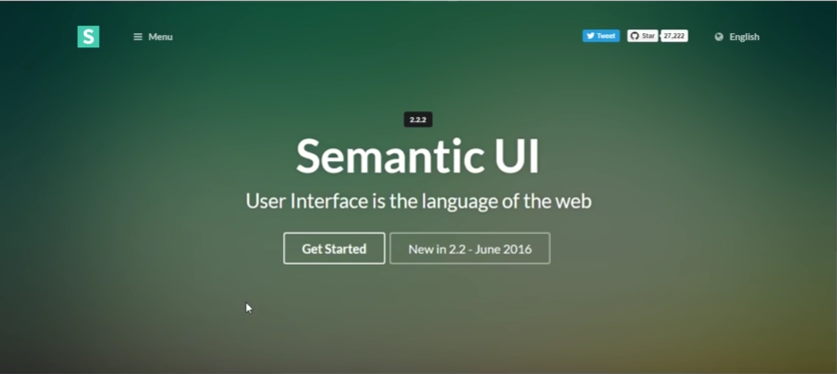 S Menu Tweet Star 27,222 English
2.2.2
Semantic UI
User Interface is the language of the web
Get Started New in 2.2 - June 2016